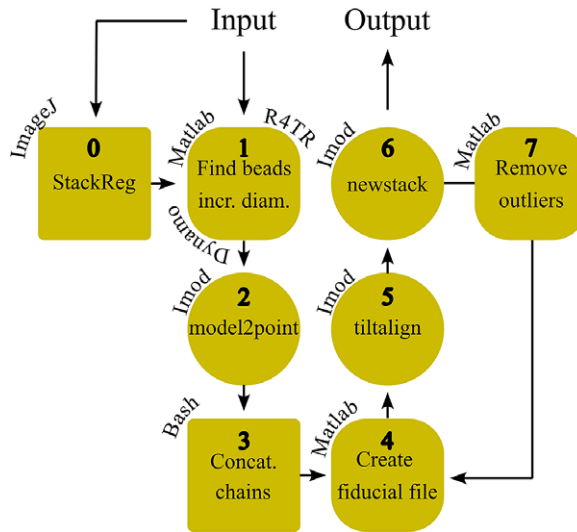 Input
Output
ImageJ
0
StackReg
Matlab
R4TR
1
Find beads
incr. diam.
Dynamo
Imod
6
newstack
Matlab
7
Remove
outliers
Imod
2
model2point
Imod
5
tiltalign
Bash
3
Concat.
chains
Matlab
4
Create
fiducial file